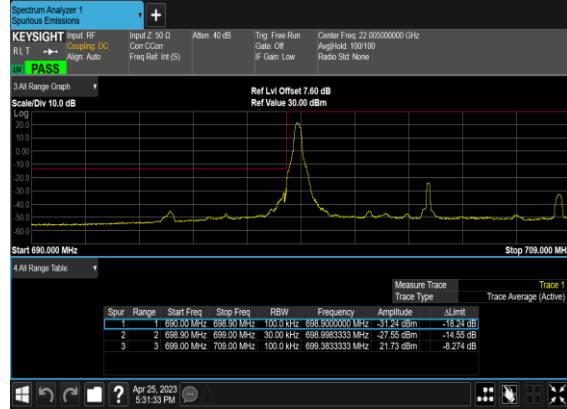 Spectrum Analyzer 1
Spurious Emissions
+
KEYSIGHT Input: RF Input Z: 50 Ω Atten: 40 dB Trig: Free Run Center Freq: 22.005000000 GHz
RLT Coupling: DC Corr CCorr Gate: Off Avg|Hold: 100/100
Align: Auto Freq Ref: Int (S) IF Gain: Low Radio Std: None
PASS
3 All Range Graph
Ref Lvl Offset 7.60 dB
Scale/Div 10.0 dB Ref Value 30.00 dBm
Log
20.0
10.0
0.00
-10.0
-20.0
-30.0
-40.0
-50.0
-60.0
Start 690.000 MHz Stop 709.000 MHz
4 All Range Table
Measure Trace Trace 1
Trace Type Trace Average (Active)
Spur Range Start Freq Stop Freq RBW Frequency Amplitude ΔLimit
1 1 690.00 MHz 698.90 MHz 100.0 kHz 698.9000000 MHz -31.24 dBm -18.24 dB
2 2 698.90 MHz 699.00 MHz 30.00 kHz 698.9983333 MHz -27.55 dBm -14.55 dB
3 3 699.00 MHz 709.00 MHz 100.0 kHz 699.3833333 MHz 21.73 dBm -8.274 dB
?
Apr 25, 2023
5:31:33 PM